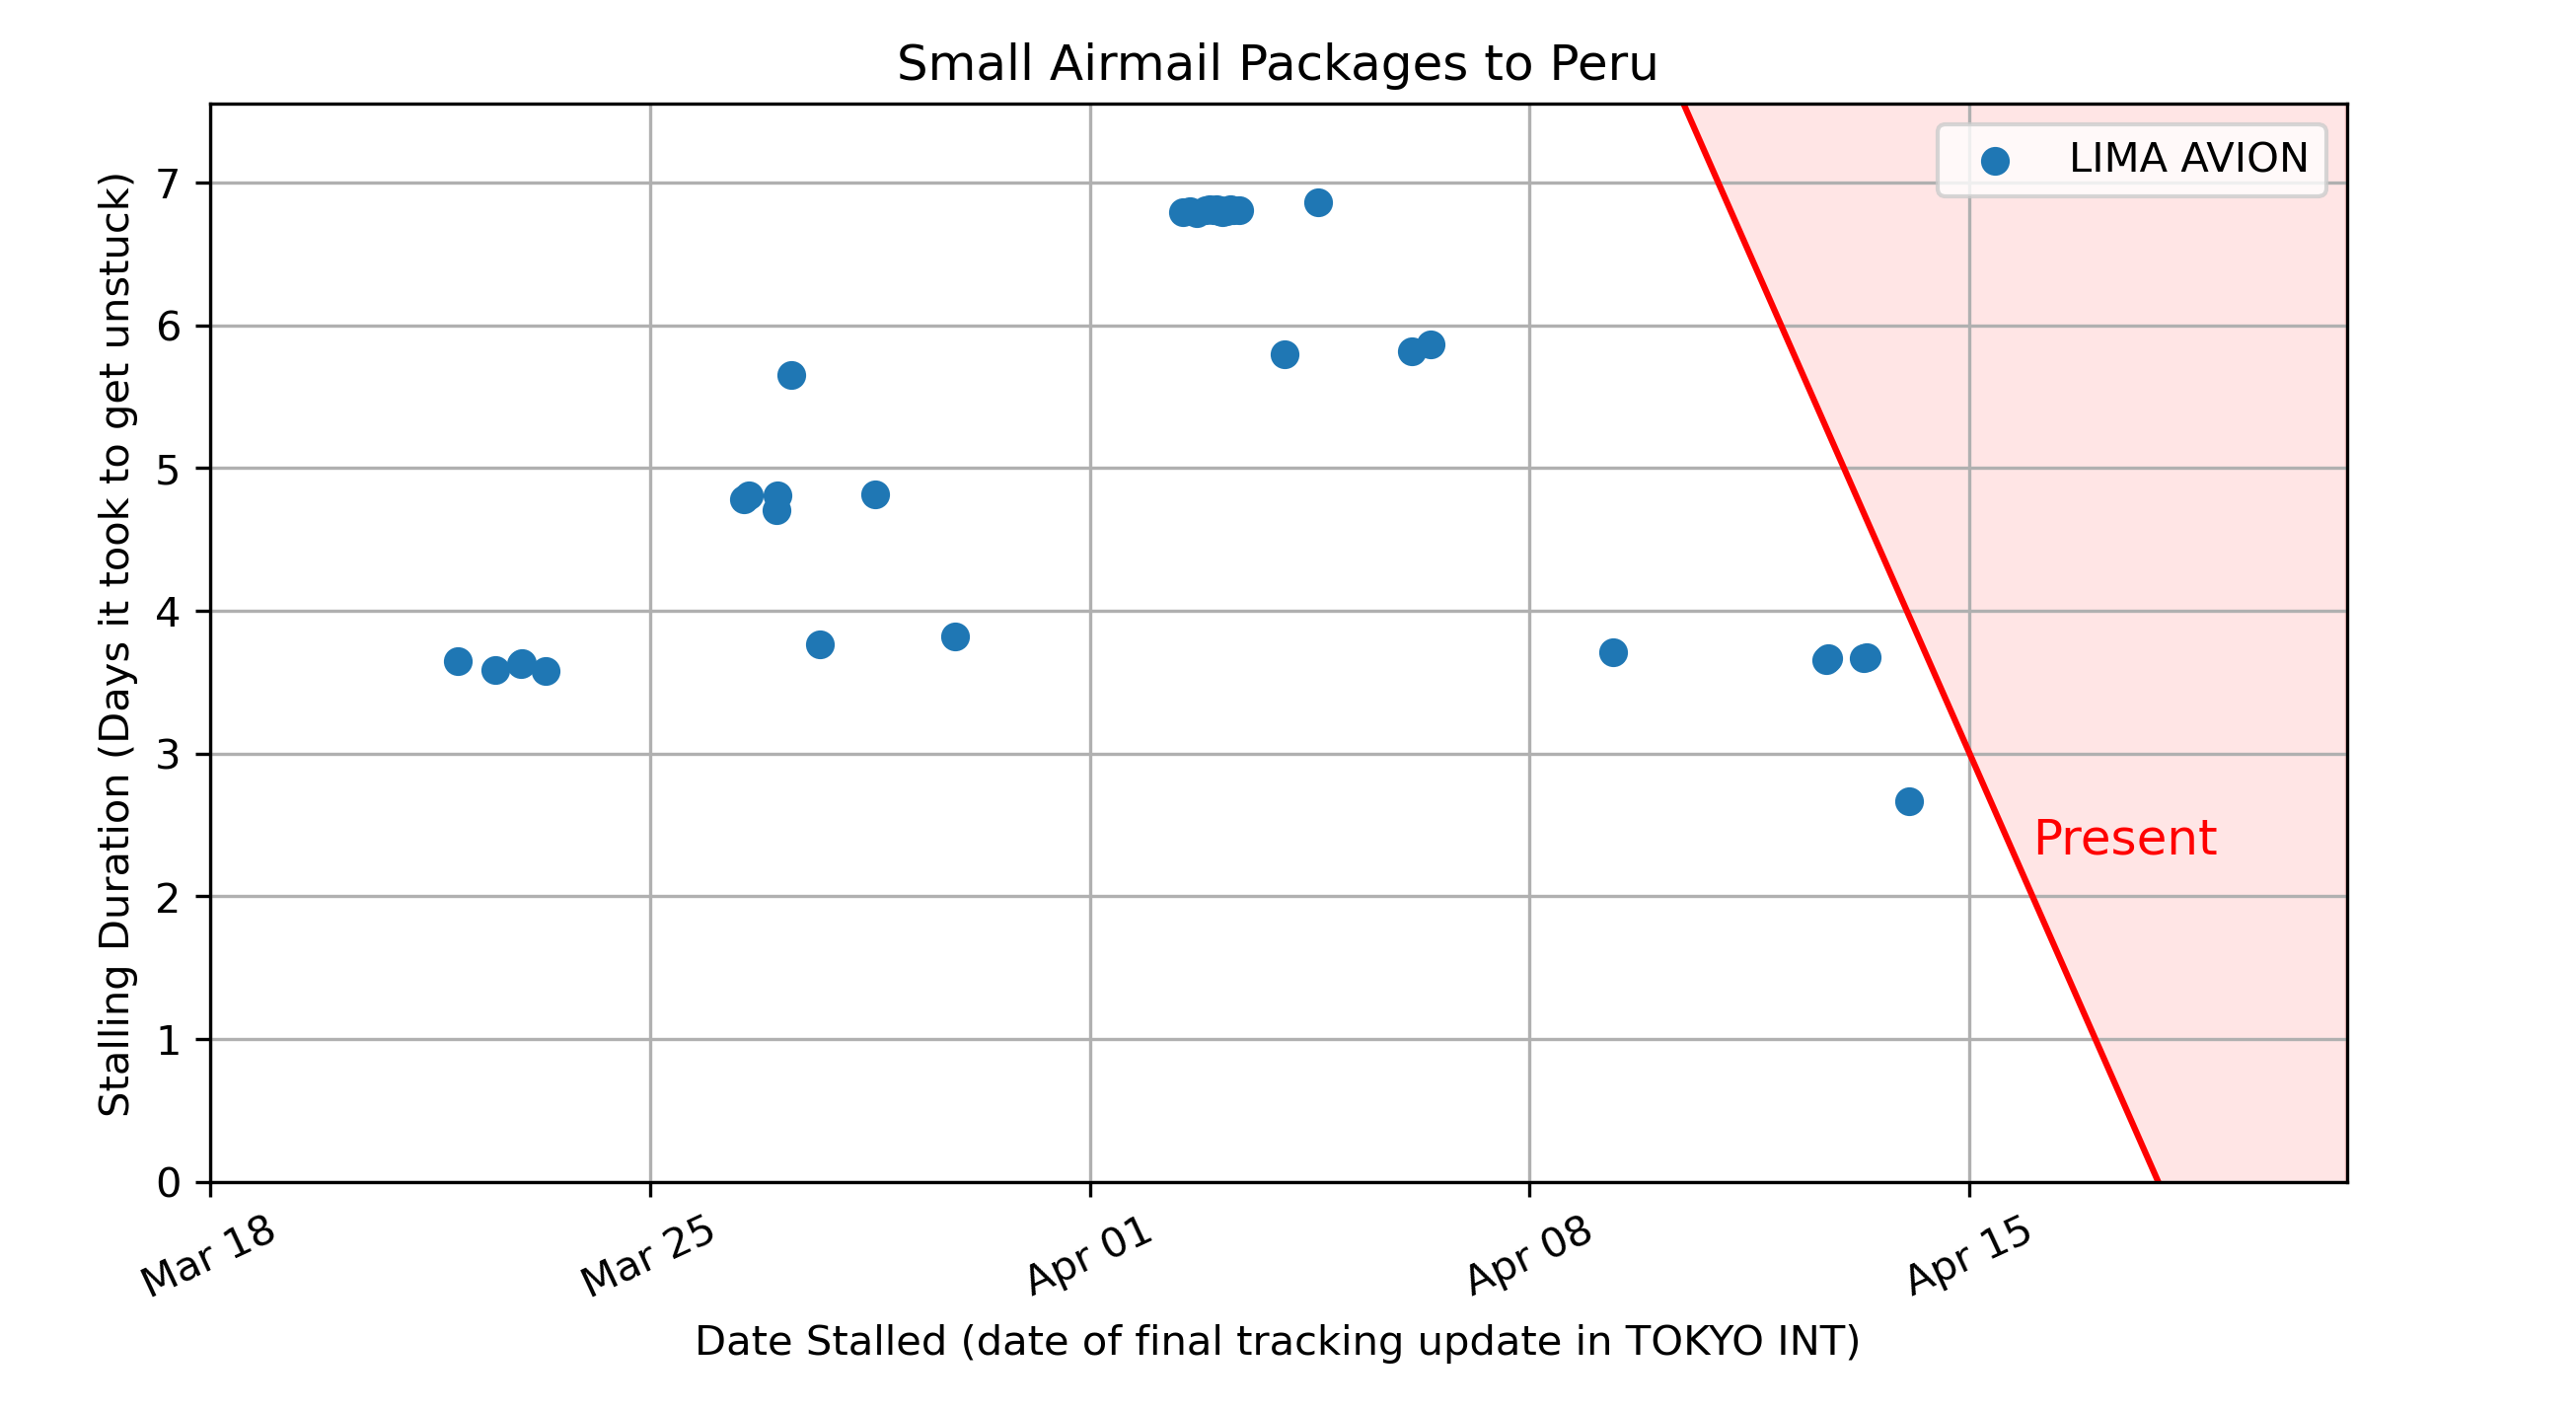 Small Airmail Packages to Peru
LIMA AVION
Stalling Duration (Days it took to get unstuck)
7
6
5
4
3
2
1
0
Present
Mar 18
Mar 25
Apr 01
Apr 08
Apr 15
Date Stalled (date of final tracking update in TOKYO INT)